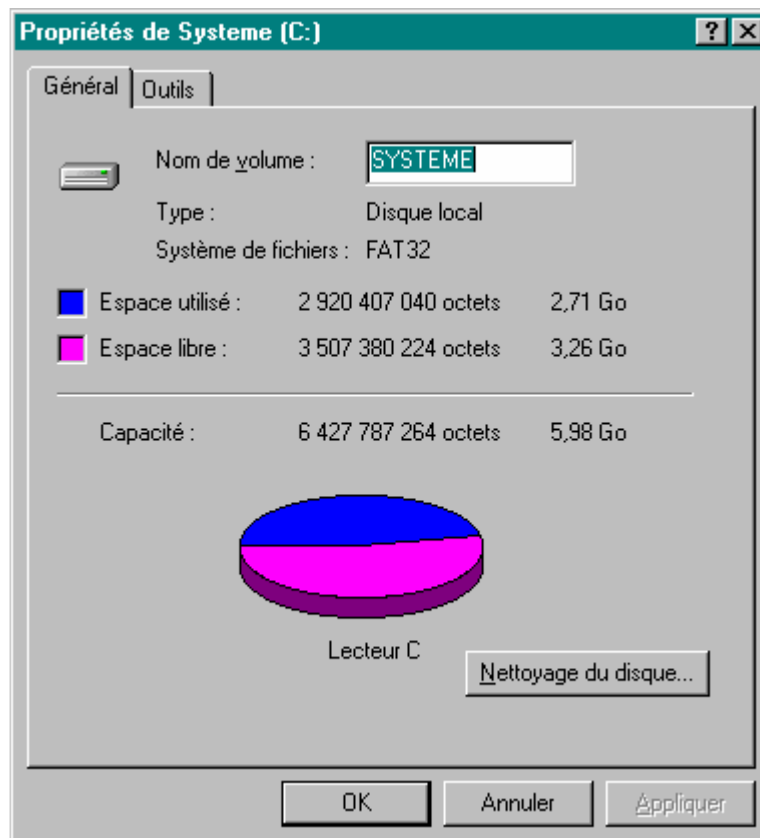 Propriétés de Systeme (C:)
Général Outils
Nom de volume : SYSTEME
Type : Disque local
Système de fichiers : FAT32
Espace utilisé : 2 920 407 040 octets 2,71 Go
Espace libre : 3 507 380 224 octets 3,26 Go
Capacité : 6 427 787 264 octets 5,98 Go
Lecteur C
Nettoyage du disque...
OK Annuler Appliquer